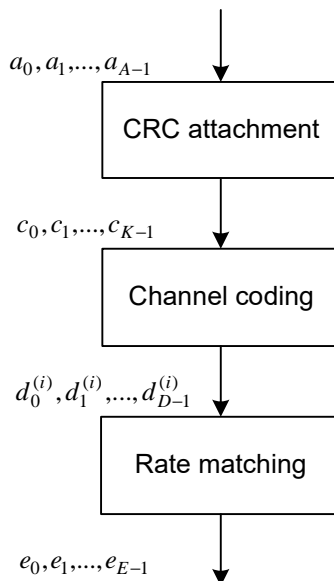 a_0, a_1,..., a_{A-1}
CRC attachment
c_0, c_1,..., c_{K-1}
Channel coding
d_0^{(i)}, d_1^{(i)},..., d_{D-1}^{(i)}
Rate matching
e_0, e_1,..., e_{E-1}